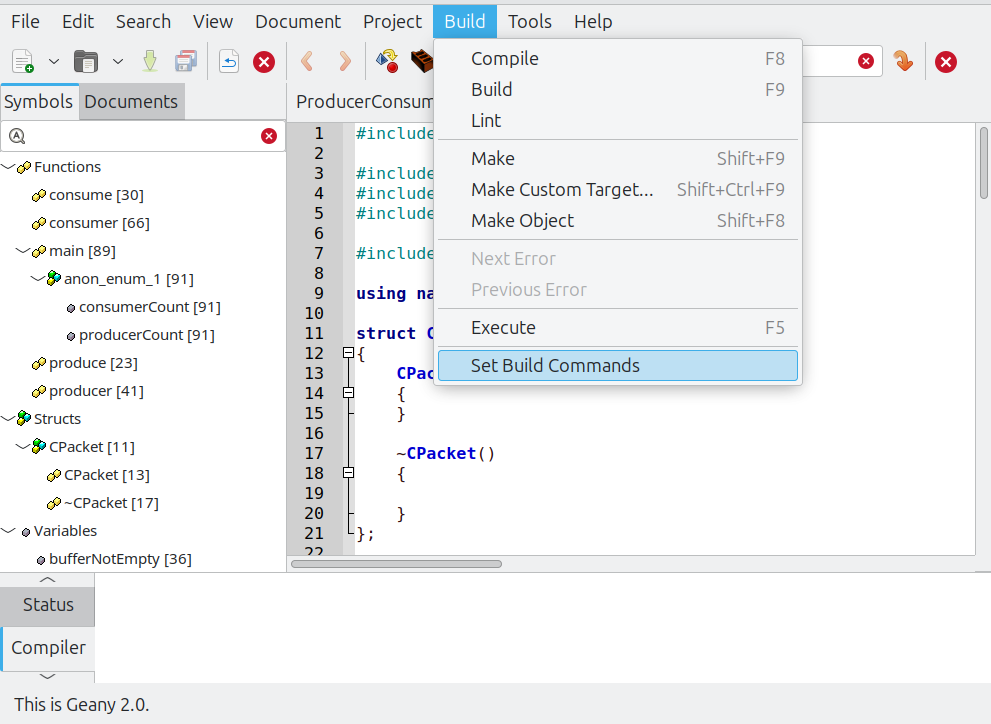 File Edit Search View Document Project Build Tools Help
Compile F8
Build F9
Lint
Make Shift+F9
Make Custom Target... Shift+Ctrl+F9
Make Object Shift+F8
Next Error
Previous Error
Execute F5
Set Build Commands
Symbols Documents
Functions
consume [30]
consumer [66]
main [89]
anon_enum_1 [91]
consumerCount [91]
producerCount [91]
produce [23]
producer [41]
Structs
CPacket [11]
CPacket [13]
~CPacket [17]
Variables
bufferNotEmpty [36]
ProducerConsum
1 #include
2
3 #include
4 #include
5 #include
6
7 #include
8
9 using na
10
11 struct C
12 {
13 CPac
14 {
15 }
16
17 ~CPacket()
18 {
19
20 }
21 };
22
Status
Compiler
This is Geany 2.0.